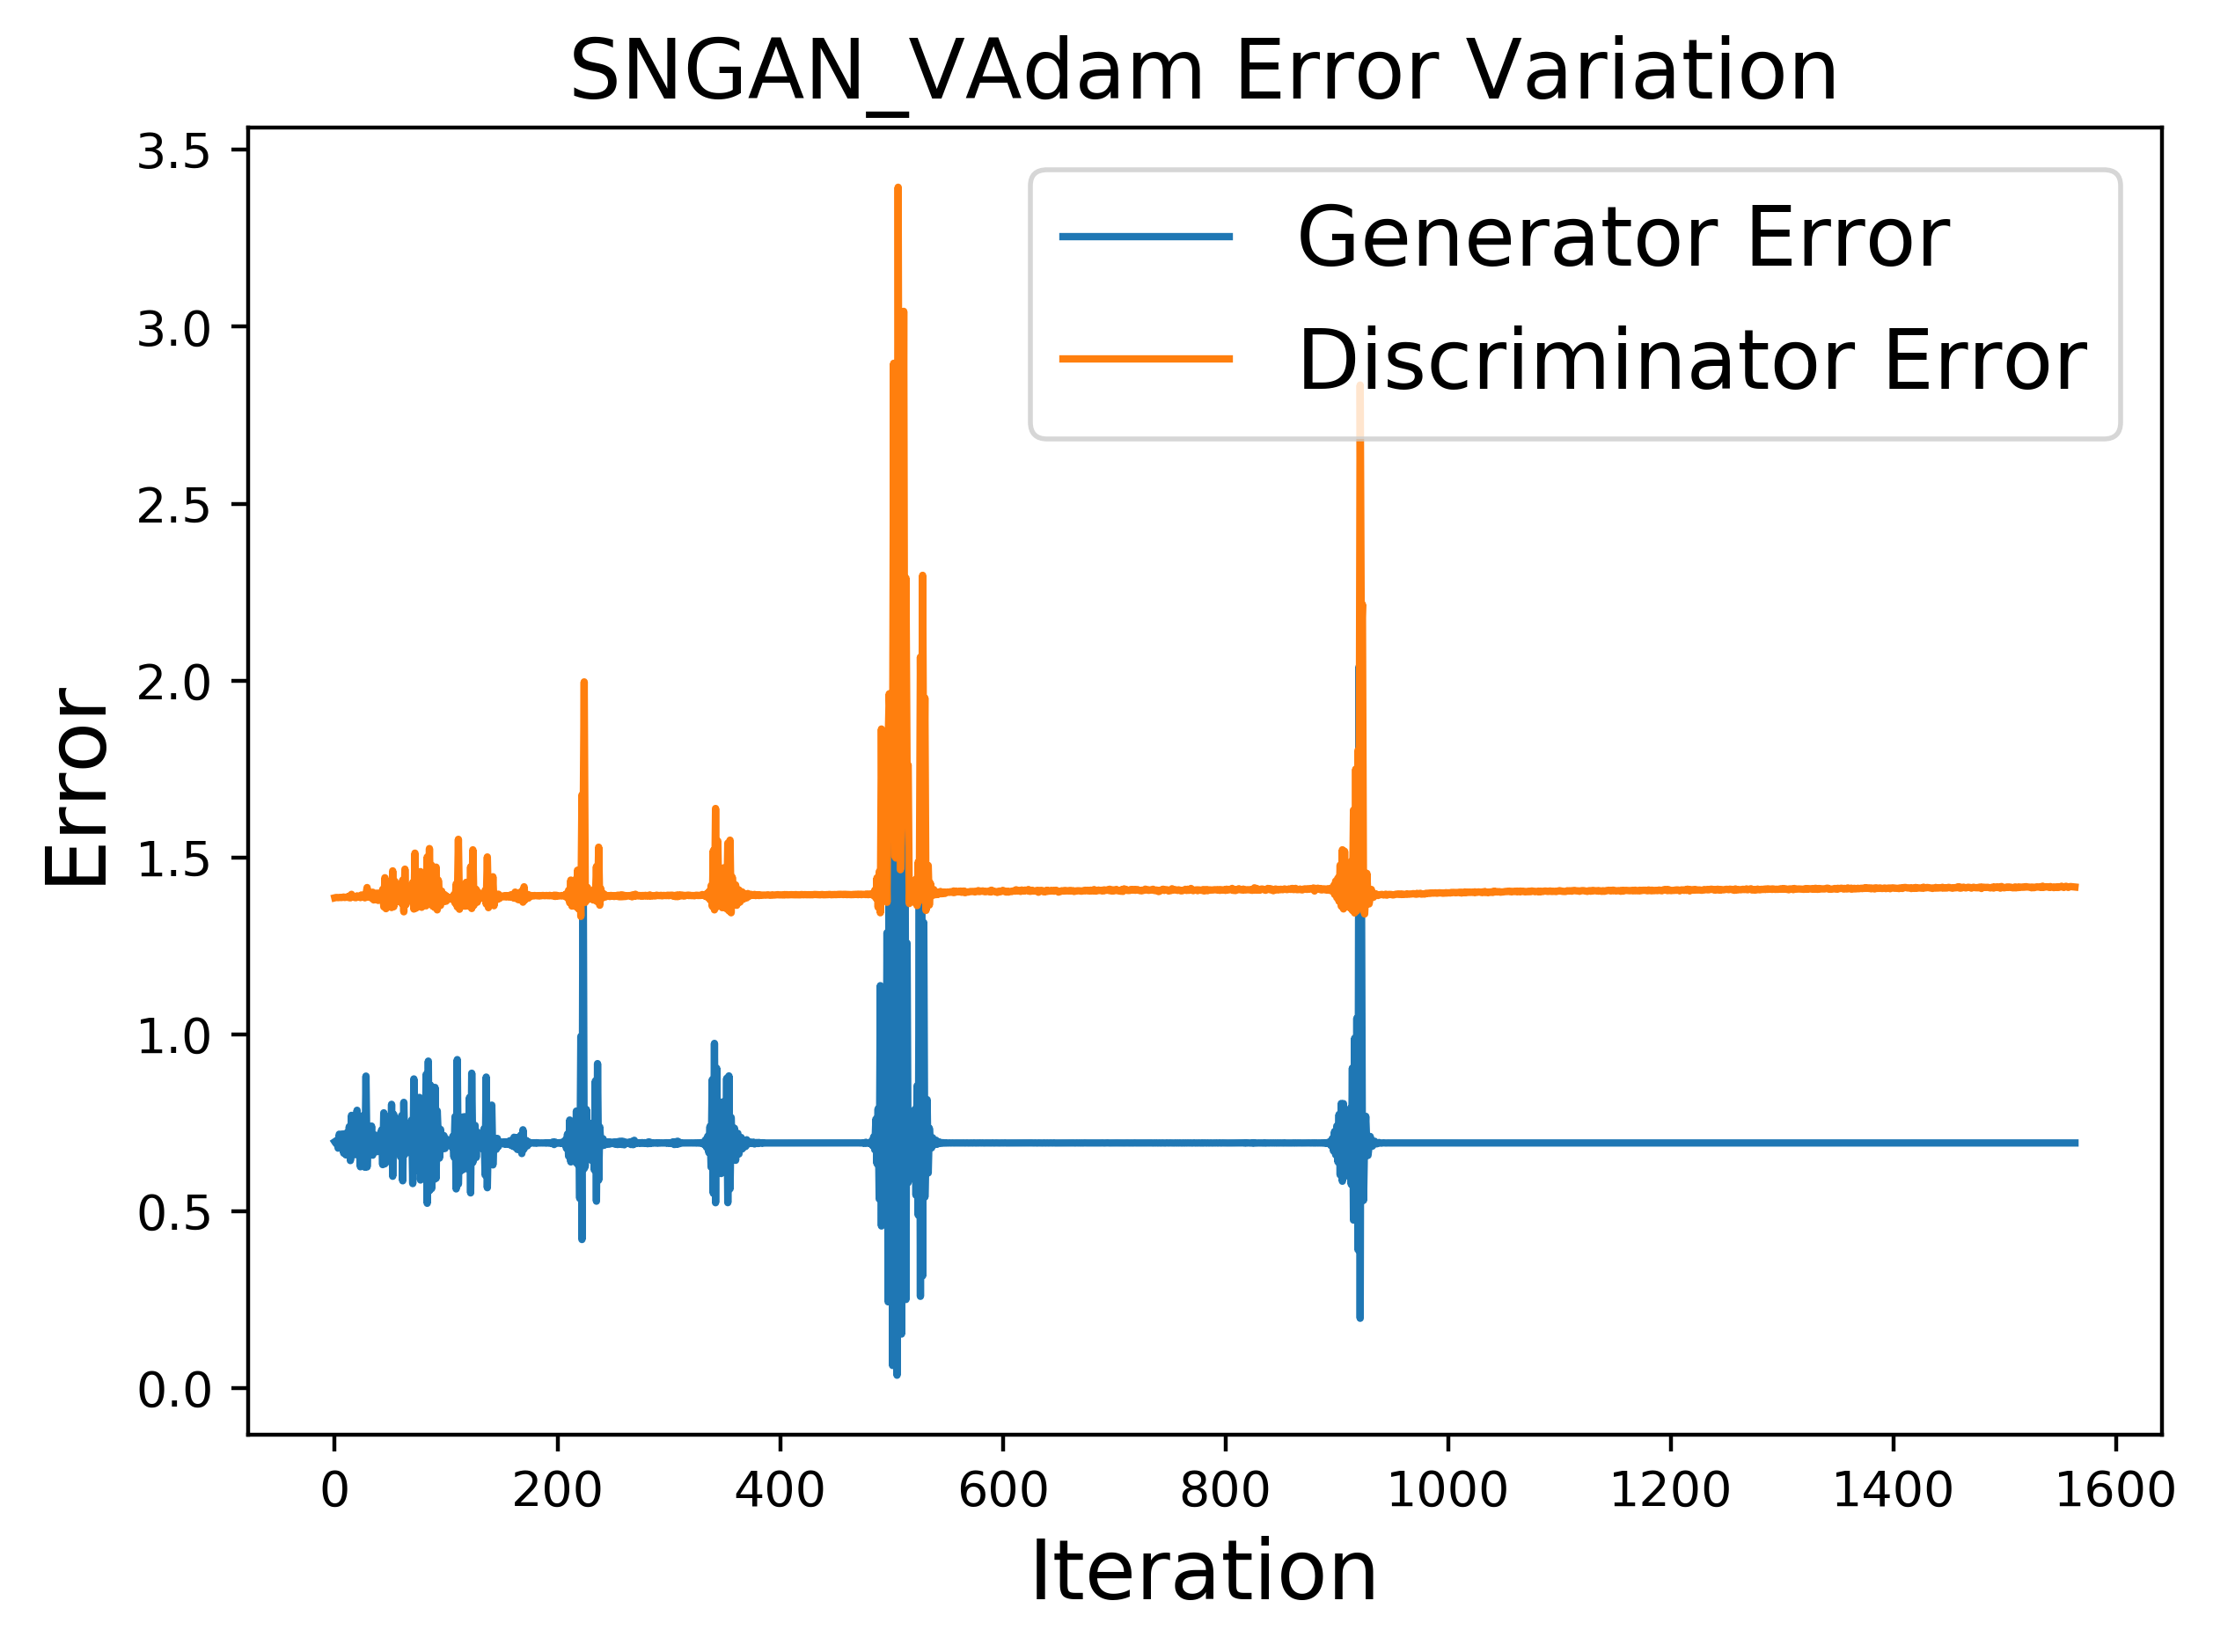 SNGAN_VAdam Error Variation
Generator Error
Discriminator Error
3.5
3.0
2.5
2.0
1.5
1.0
0.5
0.0
Error
0 200 400 600 800 1000 1200 1400 1600
Iteration